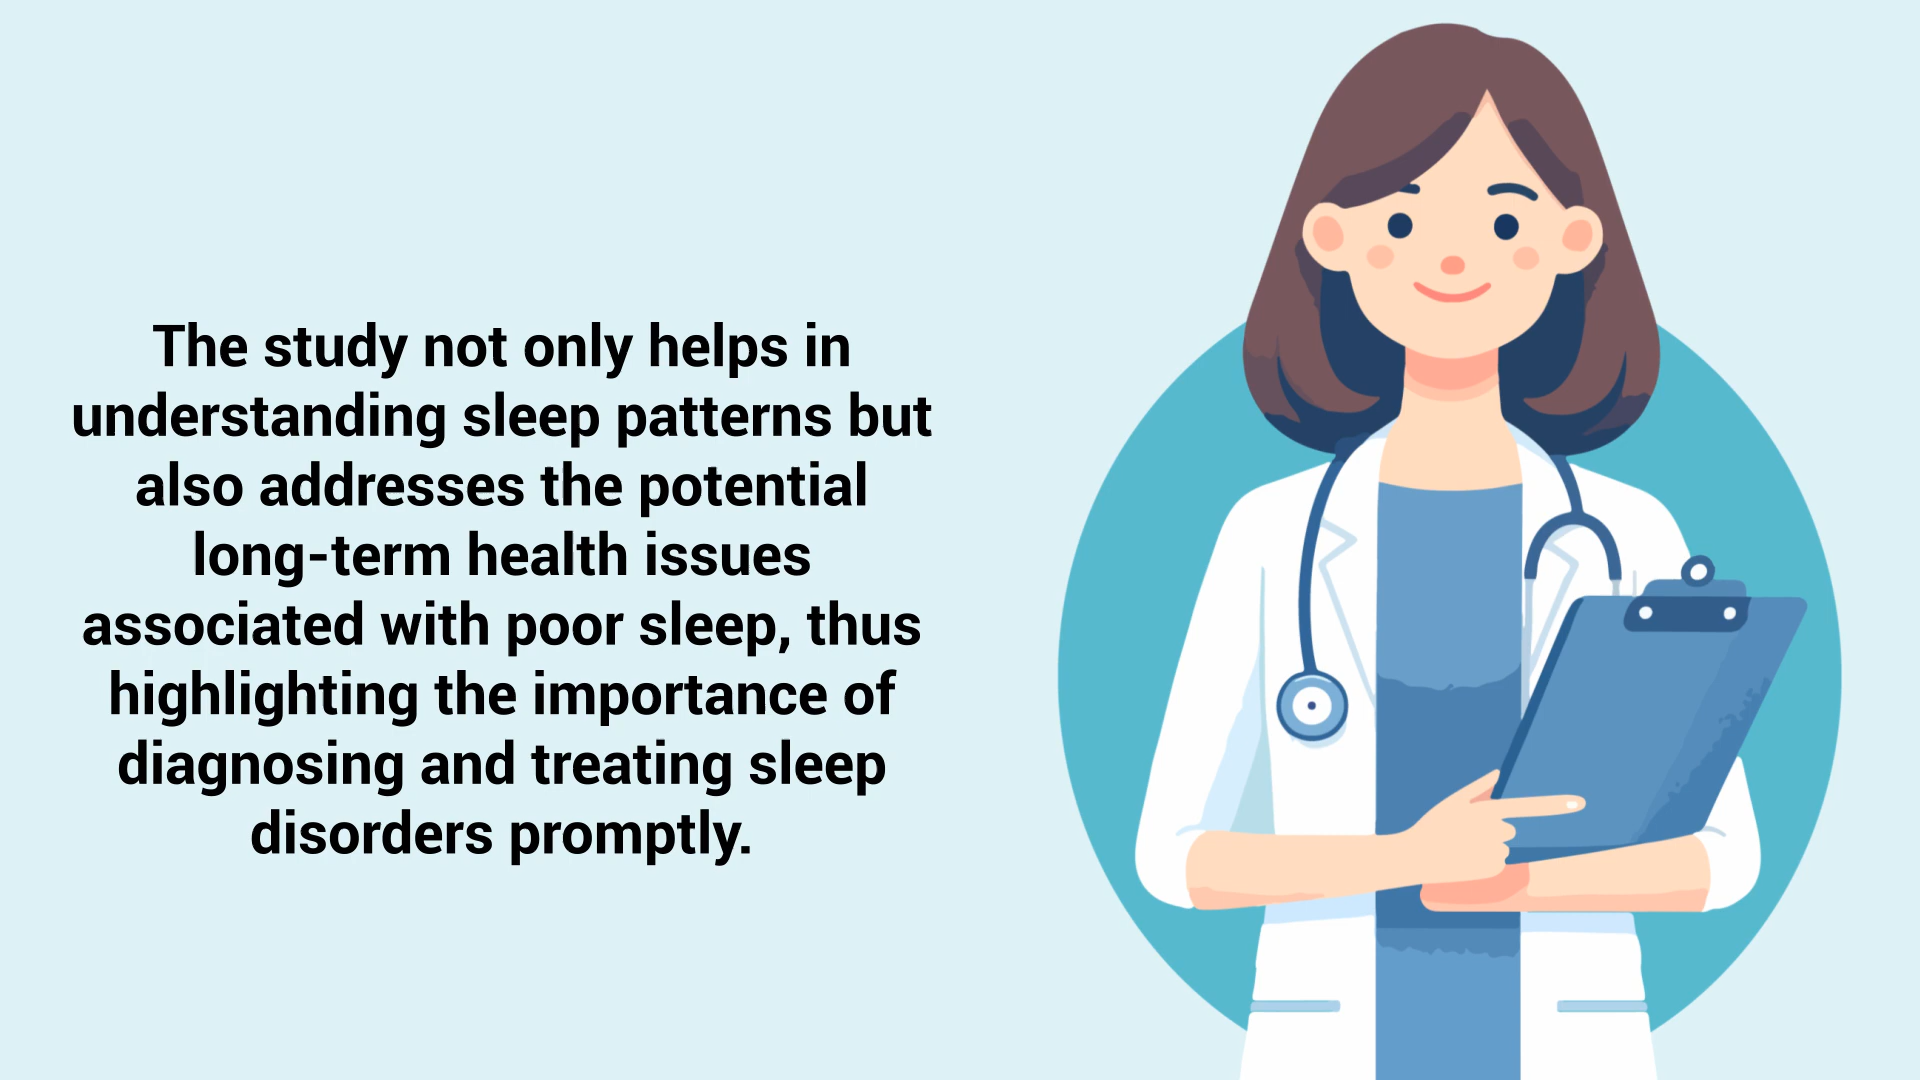 The study not only helps in
understanding sleep patterns but
also addresses the potential
long-term health issues
associated with poor sleep, thus
highlighting the importance of
diagnosing and treating sleep
disorders promptly.